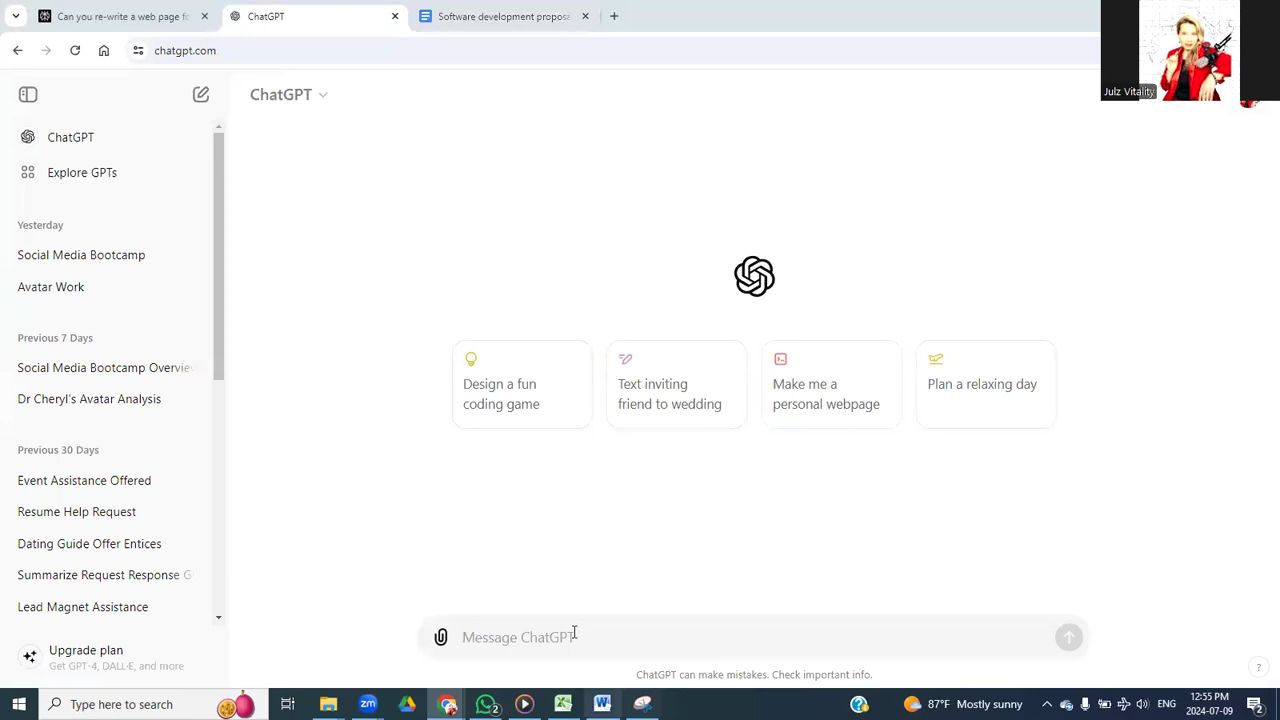 Can you re-write a web page fo
ChatGPT
Software development propos
chatgpt.com
Julz Vitality
ChatGPT
ChatGPT
Explore GPTs
Yesterday
Social Media Bootcamp
Avatar Work
Previous 7 Days
Social Media Bootcamp Overview
Dr Cheryl's Avatar Analysis
Previous 30 Days
Event Assistance Offered
Resume Help Request
Dating Guide Offer Entices
Summarize Request Response G
Lead Magnet Assistance
Upgrade plan
Get GPT-4, DALL·E, and more
Design a fun
coding game
Text inviting
friend to wedding
Make me a
personal webpage
Plan a relaxing day
Message ChatGPT
ChatGPT can make mistakes. Check important info.
?
Type here to search
2
87°F Mostly sunny
ENG
12:55 PM
2024-07-09
2